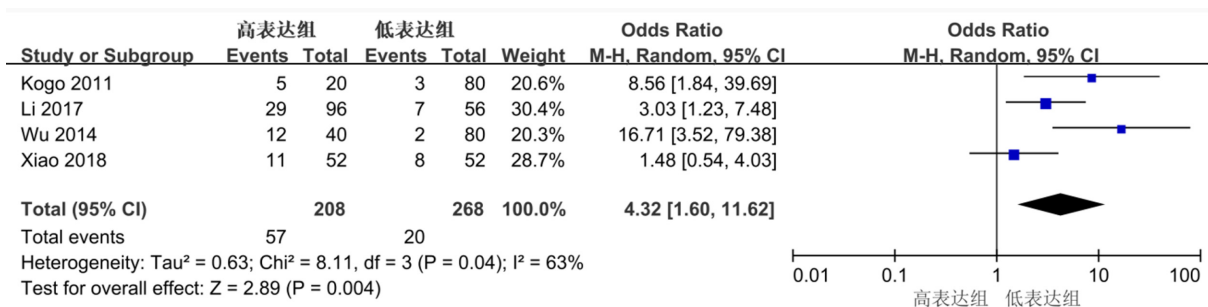 高表达组 低表达组 Odds Ratio Odds Ratio
Study or Subgroup Events Total Events Total Weight M-H, Random, 95% CI M-H, Random, 95% CI
Kogo 2011 5 20 3 80 20.6% 8.56 [1.84, 39.69]
Li 2017 29 96 7 56 30.4% 3.03 [1.23, 7.48]
Wu 2014 12 40 2 80 20.3% 16.71 [3.52, 79.38]
Xiao 2018 11 52 8 52 28.7% 1.48 [0.54, 4.03]
Total (95% CI) 208 268 100.0% 4.32 [1.60, 11.62]
Total events 57 20
Heterogeneity: Tau² = 0.63; Chi² = 8.11, df = 3 (P = 0.04); I² = 63%
Test for overall effect: Z = 2.89 (P = 0.004)
0.01 0.1 1 10 100
高表达组 低表达组